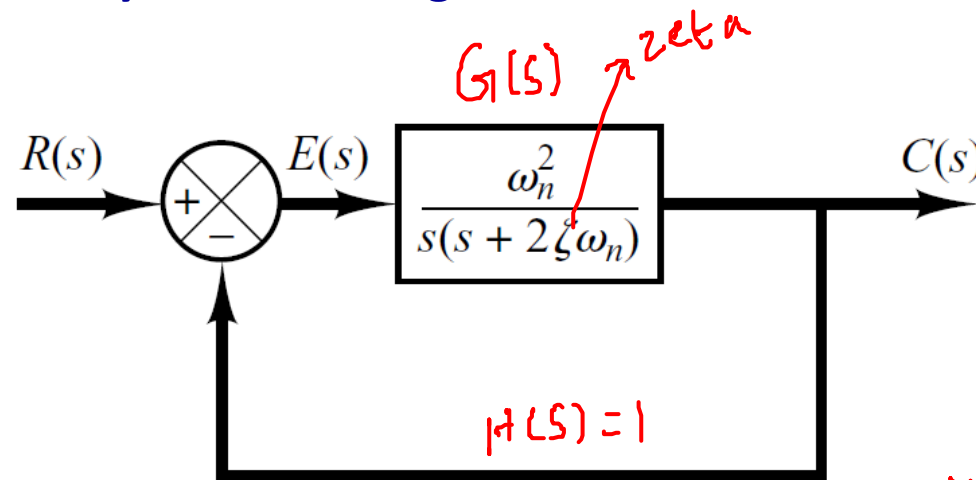 zeta
G(s)
R(s)
E(s)
C(s)
+
−
ω_n^2
s(s + 2ζω_n)
H(s) = 1